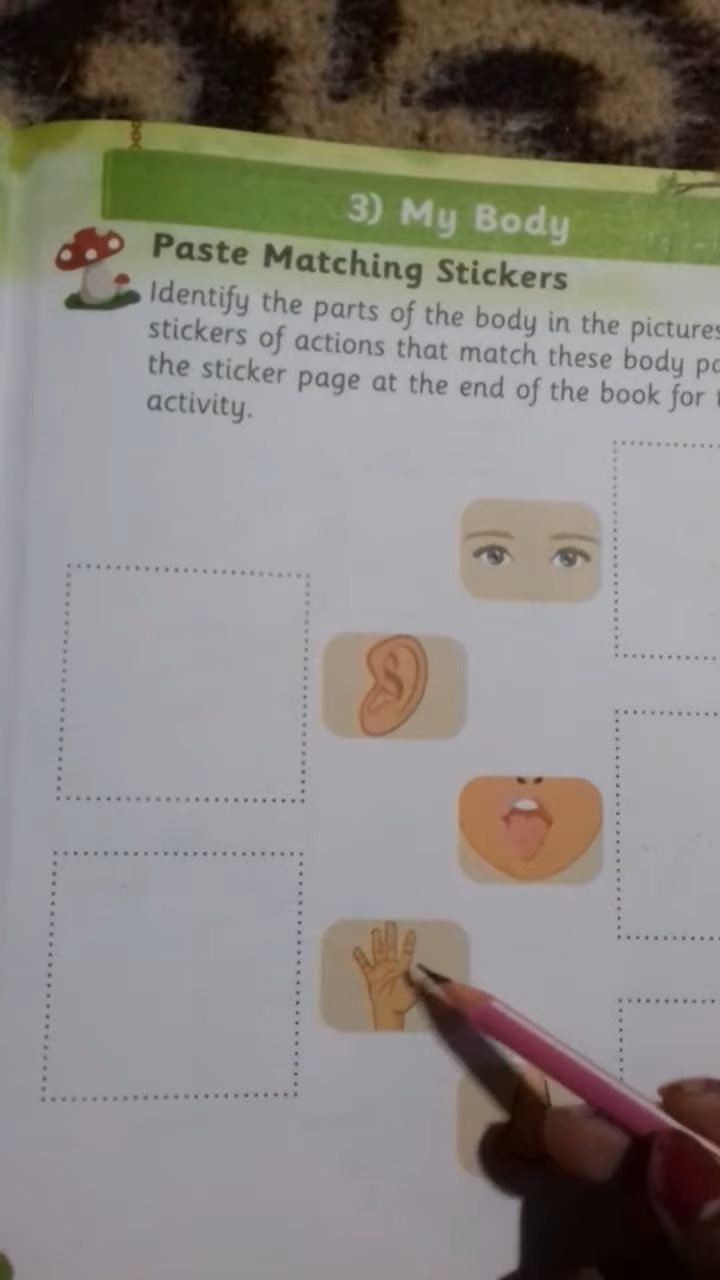 3) My Body
Paste Matching Stickers
Identify the parts of the body in the pictures
stickers of actions that match these body
the sticker page at the end of the book for
activity.